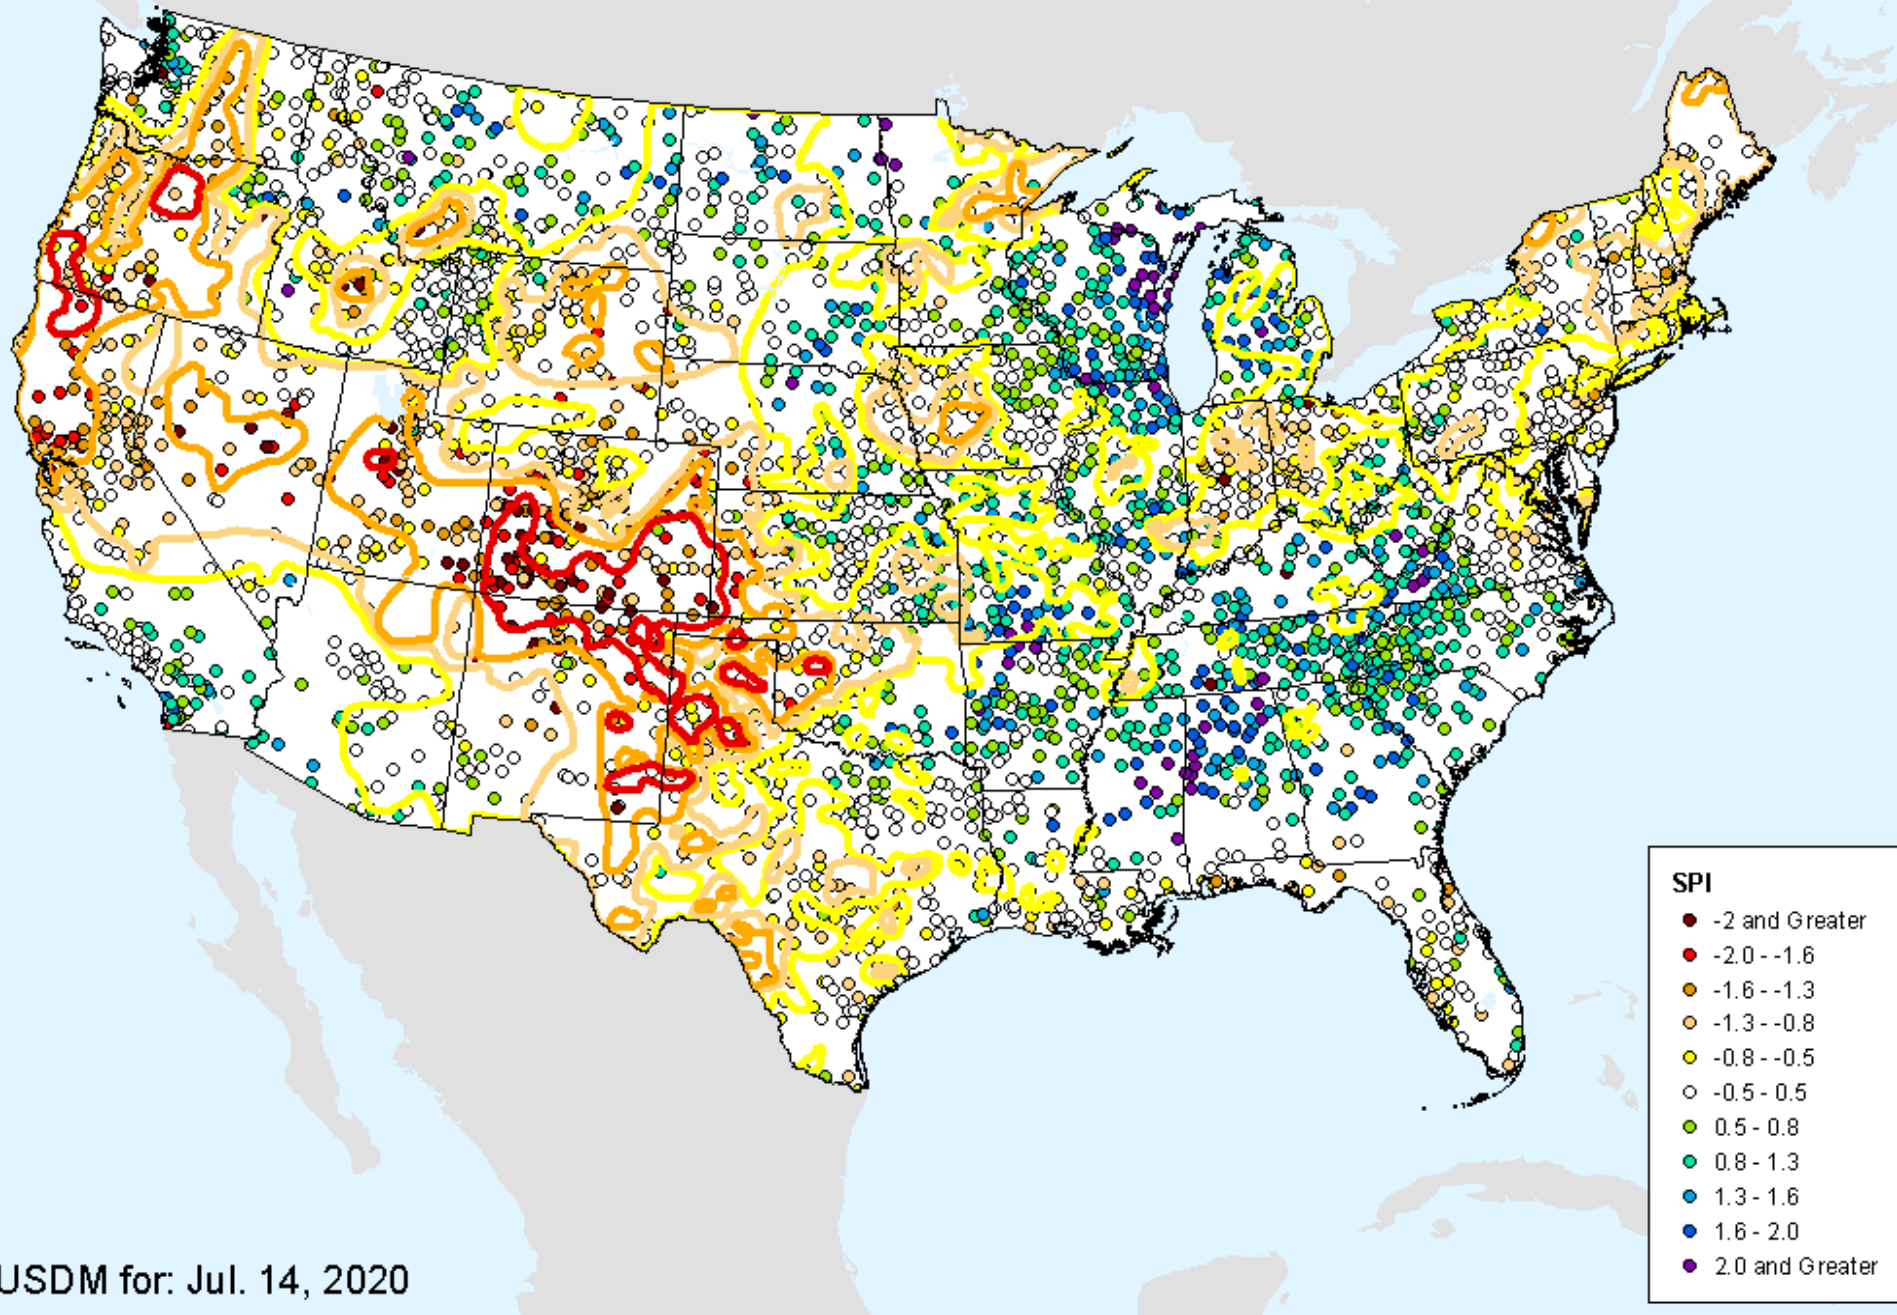 SPI
-2 and Greater
-2.0 - -1.6
-1.6 - -1.3
-1.3 - -0.8
-0.8 - -0.5
-0.5 - 0.5
0.5 - 0.8
0.8 - 1.3
1.3 - 1.6
1.6 - 2.0
2.0 and Greater
USDM for: Jul. 14, 2020